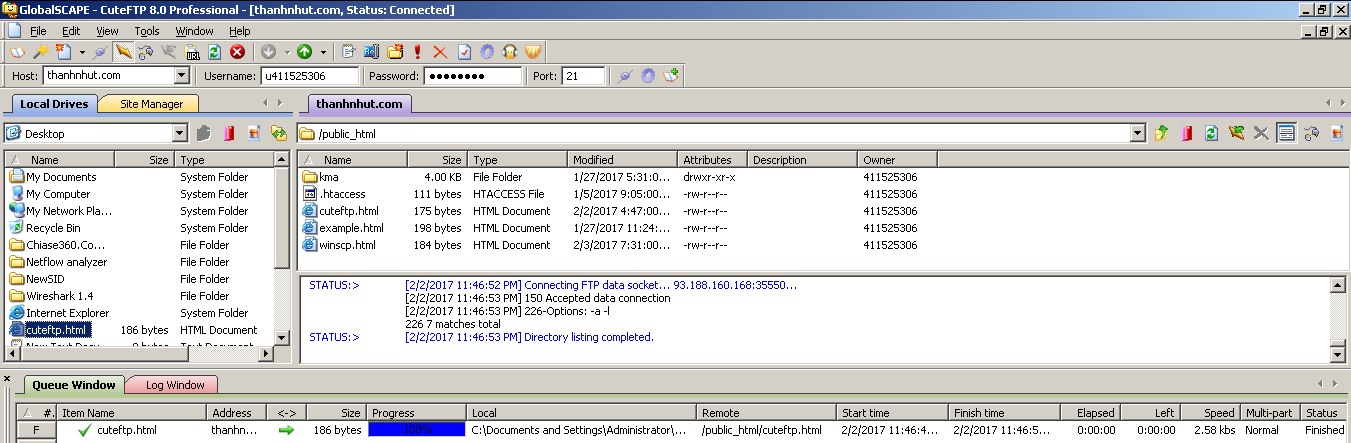 GlobalSCAPE - CuteFTP 8.0 Professional - [thanhnhut.com, Status: Connected]
File Edit View Tools Window Help
URL
Host: thanhnhut.com Username: u411525306 Password: ●●●●●●●● Port: 21
Local Drives Site Manager thanhnhut.com
Desktop /public_html
Name Size Type
My Documents System Folder
My Computer System Folder
My Network Pla... System Folder
Recycle Bin System Folder
Chiase360.Co... File Folder
Netflow analyzer File Folder
NewSID File Folder
Wireshark 1.4 File Folder
Internet Explorer System Folder
cuteftp.html 186 bytes HTML Document
Name Size Type Modified Attributes Description Owner
kma 4.00 KB File Folder 1/27/2017 5:31:0... drwxr-xr-x 411525306
.htaccess 111 bytes HTACCESS File 1/5/2017 9:05:00... -rw-r--r-- 411525306
cuteftp.html 175 bytes HTML Document 2/2/2017 4:47:00... -rw-r--r-- 411525306
example.html 198 bytes HTML Document 1/27/2017 11:24:... -rw-r--r-- 411525306
winscp.html 184 bytes HTML Document 2/3/2017 7:31:00... -rw-r--r-- 411525306
STATUS:> [2/2/2017 11:46:52 PM] Connecting FTP data socket... 93.188.160.168:35550...
[2/2/2017 11:46:53 PM] 150 Accepted data connection
[2/2/2017 11:46:53 PM] 226-Options: -a -l
226 7 matches total
STATUS:> [2/2/2017 11:46:53 PM] Directory listing completed.
Queue Window Log Window
#. Item Name Address <-> Size Progress Local Remote Start time Finish time Elapsed Left Speed Multi-part Status
F cuteftp.html thanhn... 186 bytes 100% C:\Documents and Settings\Administrator\... /public_html/cuteftp.html 2/2/2017 11:46:4... 2/2/2017 11:46:5... 0:00:00 0:00:00 2.58 kbs Normal Finished